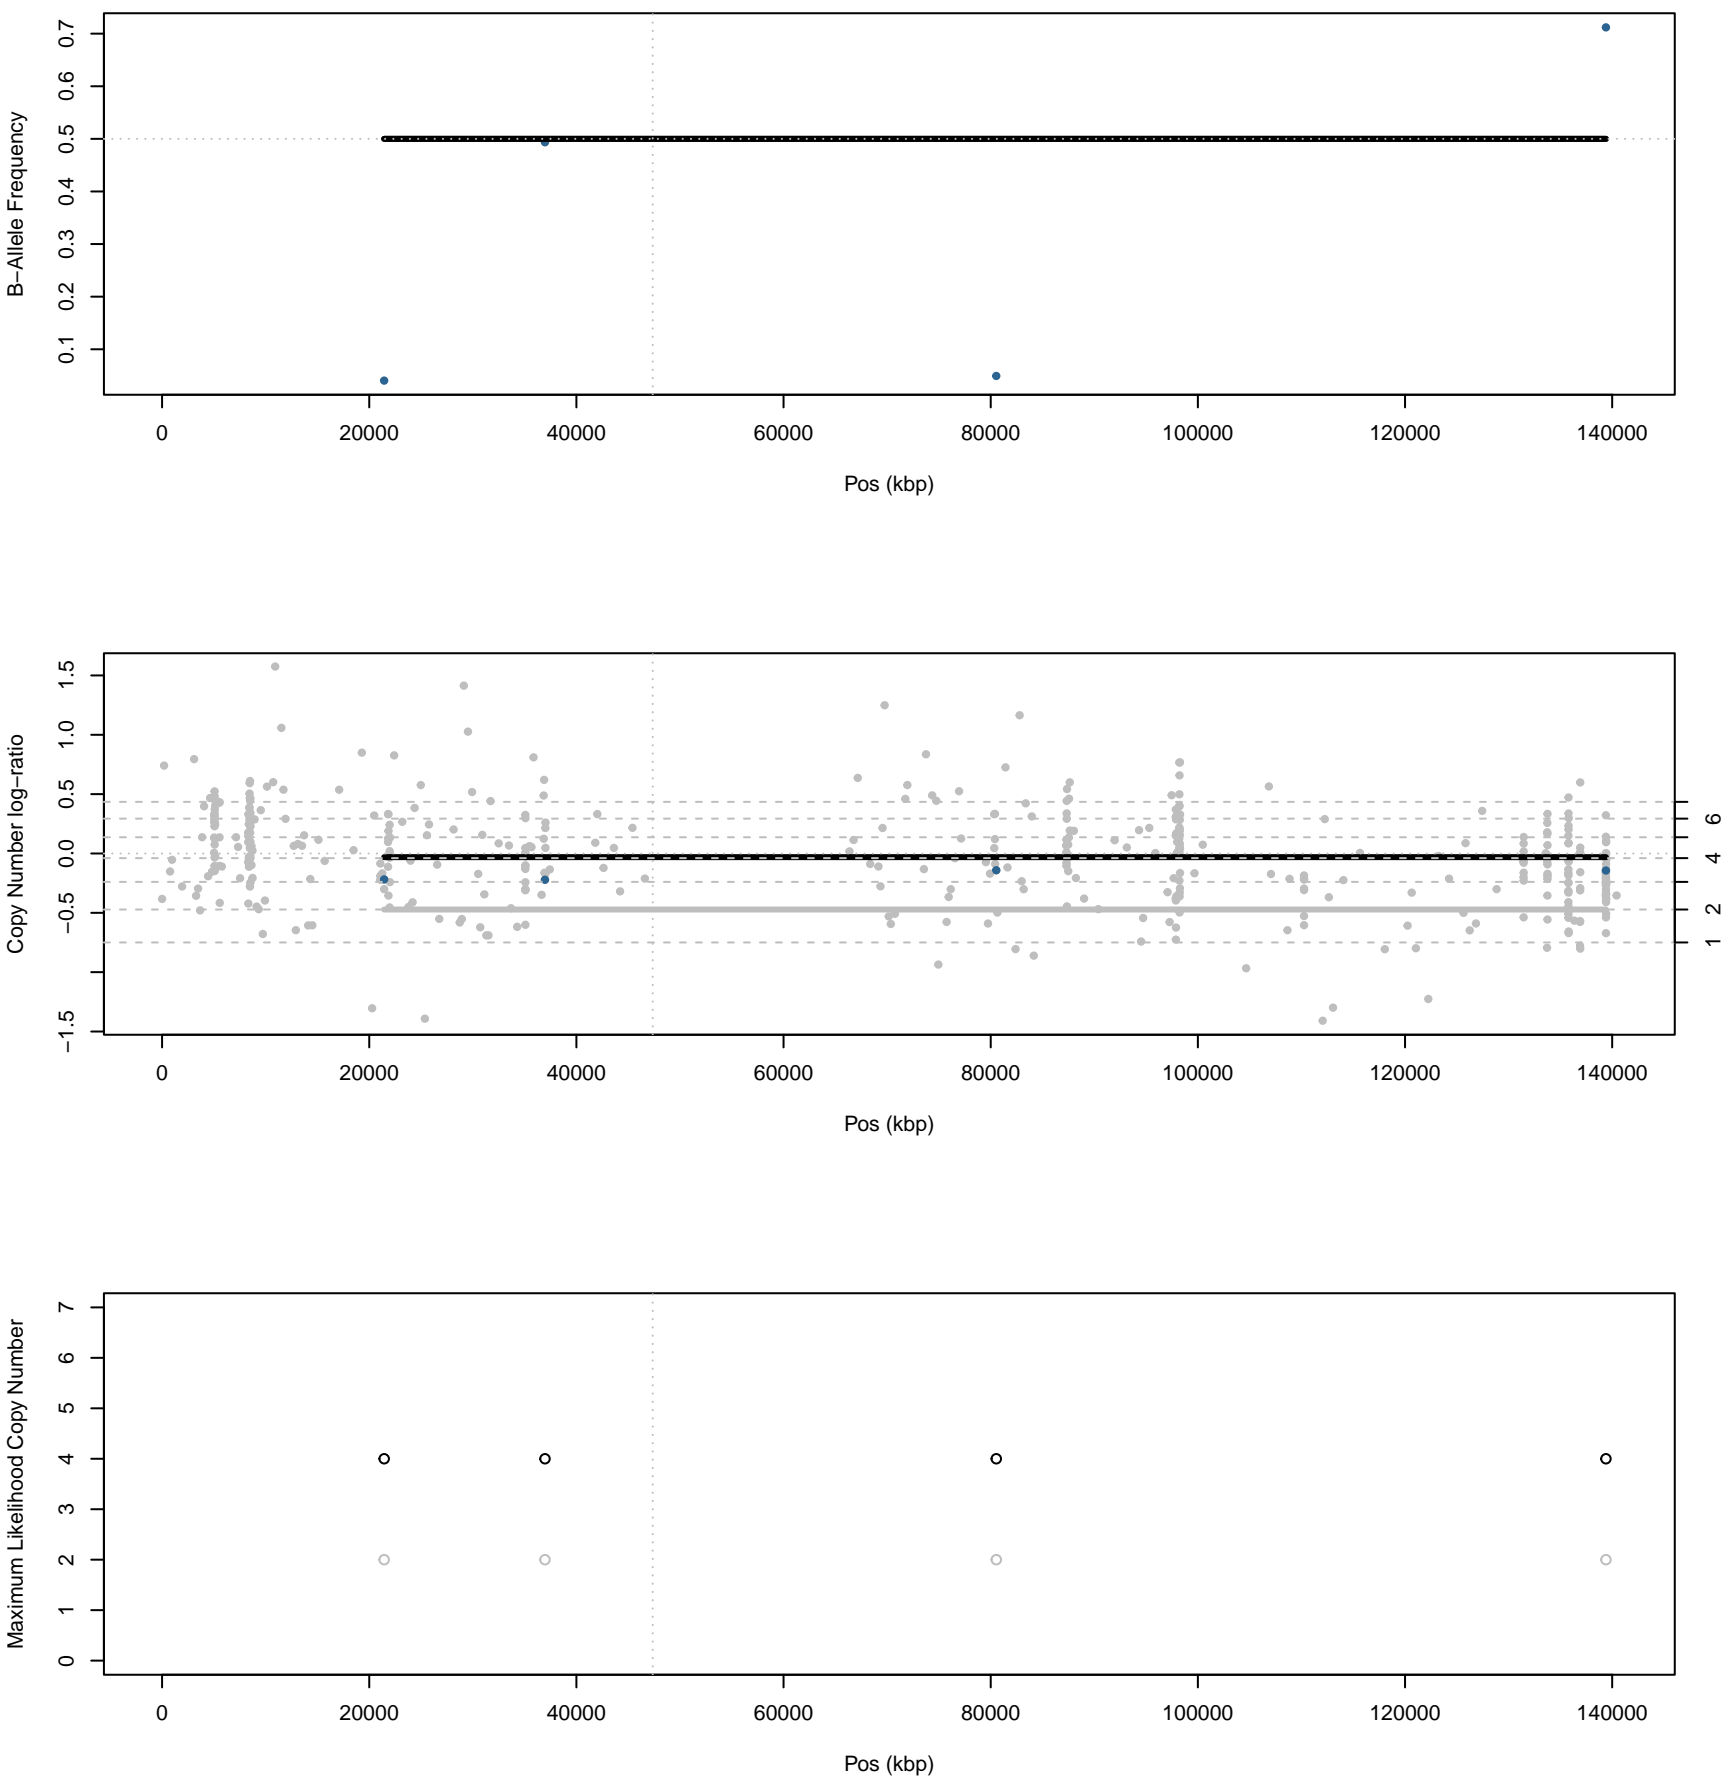 B−Allele Frequency
0.7
0.6
0.5
0.4
0.3
0.2
0.1
0 20000 40000 60000 80000 100000 120000 140000
Pos (kbp)
Copy Number log−ratio
1.5
1.0
0.5
0.0
−0.5
−1.5
6
4
2
1
0 20000 40000 60000 80000 100000 120000 140000
Pos (kbp)
Maximum Likelihood Copy Number
7
6
5
4
3
2
1
0
0 20000 40000 60000 80000 100000 120000 140000
Pos (kbp)